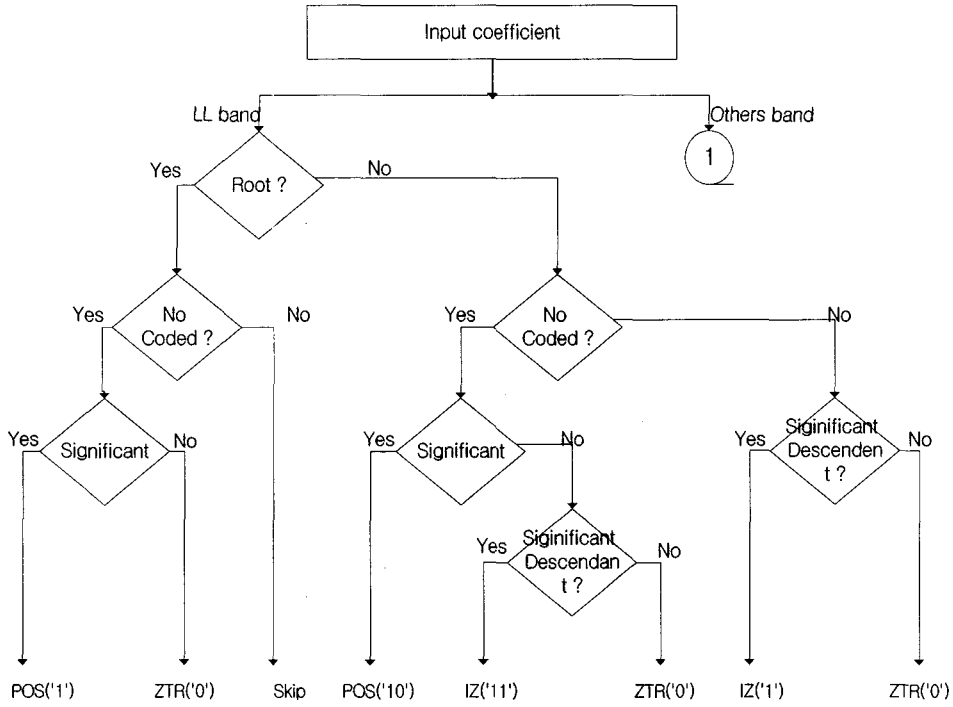 Input coefficient
LL band
Others band
1
Yes
Root ?
No
Yes
No
Coded ?
No
Yes
No
Coded ?
No
Yes
Significant
No
Yes
Significant
No
Yes
Siginificant
Descenden
t ?
No
Yes
Siginificant
Descendan
t ?
No
POS('1')
ZTR('0')
Skip
POS('10')
IZ('11')
ZTR('0')
IZ('1')
ZTR('0')